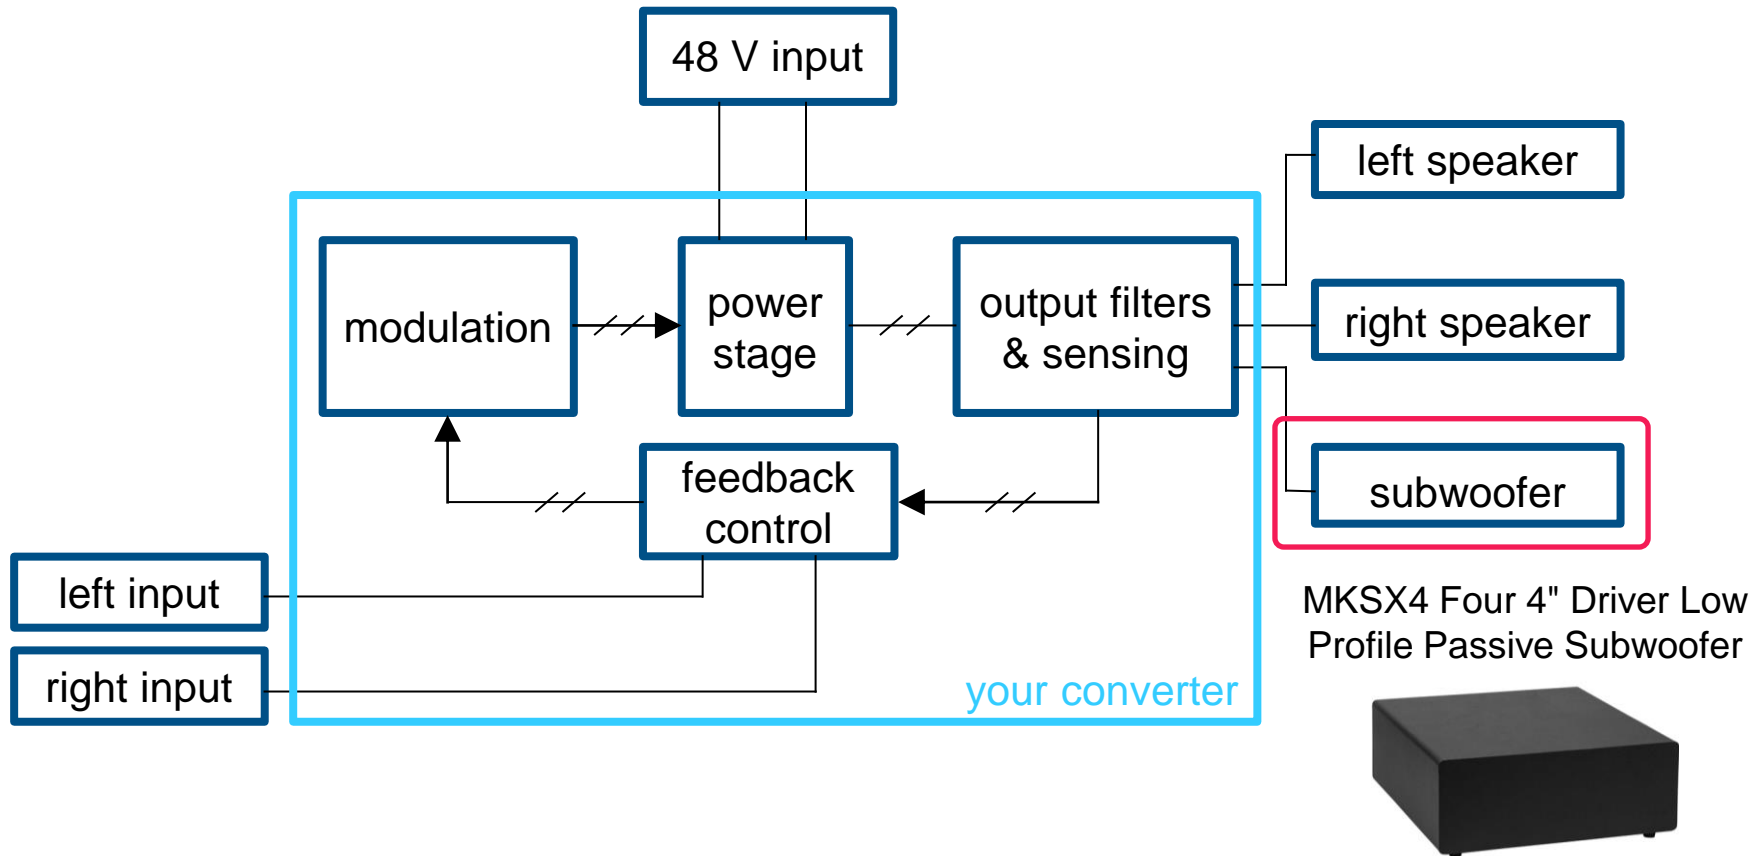 48 V input
left speaker
modulation
power
stage
output filters
& sensing
right speaker
feedback
control
subwoofer
left input
right input
your converter
MKSX4 Four 4" Driver Low
Profile Passive Subwoofer